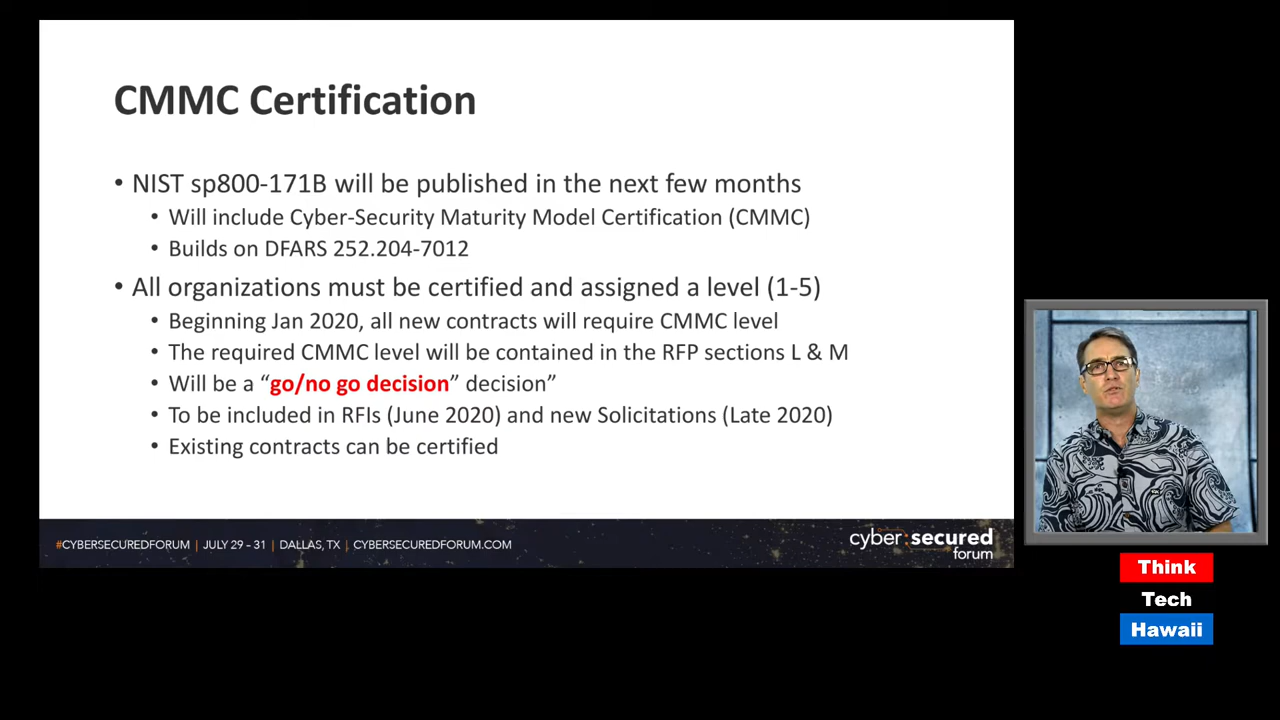 CMMC Certification
• NIST sp800-171B will be published in the next few months
• Will include Cyber-Security Maturity Model Certification (CMMC)
• Builds on DFARS 252.204-7012
• All organizations must be certified and assigned a level (1-5)
• Beginning Jan 2020, all new contracts will require CMMC level
• The required CMMC level will be contained in the RFP sections L & M
• Will be a “go/no go decision” decision”
• To be included in RFIs (June 2020) and new Solicitations (Late 2020)
• Existing contracts can be certified
#CYBERSECUREDFORUM | JULY 29 - 31 | DALLAS, TX | CYBERSECUREDFORUM.COM
cyber:secured
forum
Think
Tech
Hawaii